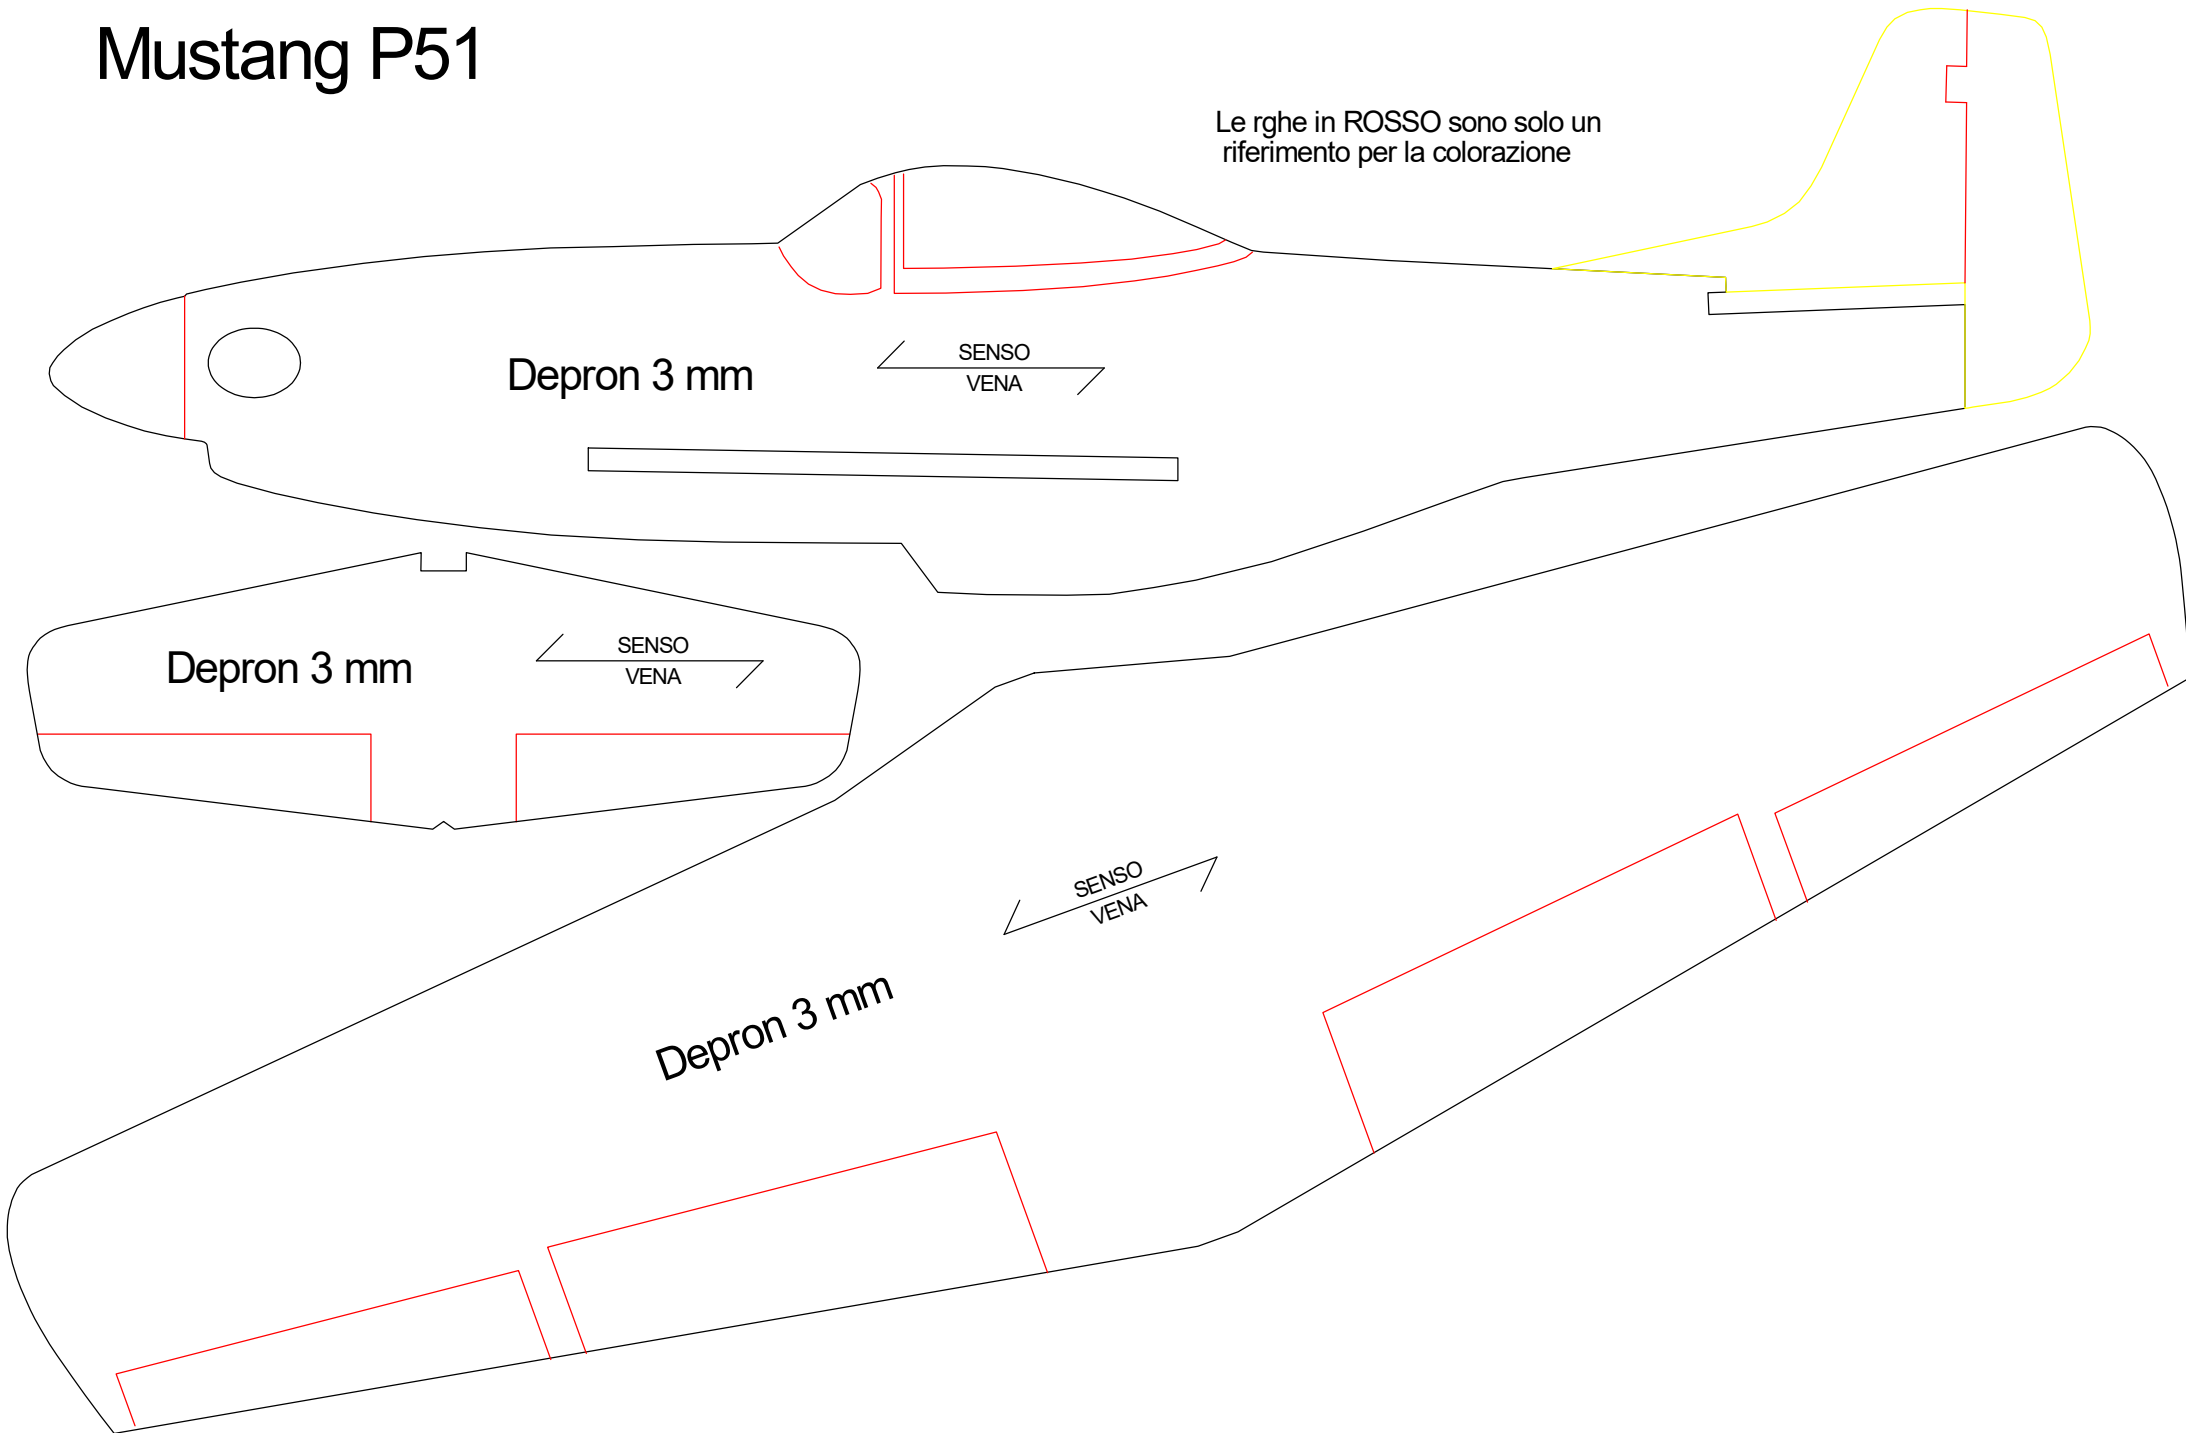 Mustang P51
Le rghe in ROSSO sono solo un
riferimento per la colorazione
Depron 3 mm
SENSO
VENA
Depron 3 mm
SENSO
VENA
SENSO
VENA
Depron 3 mm